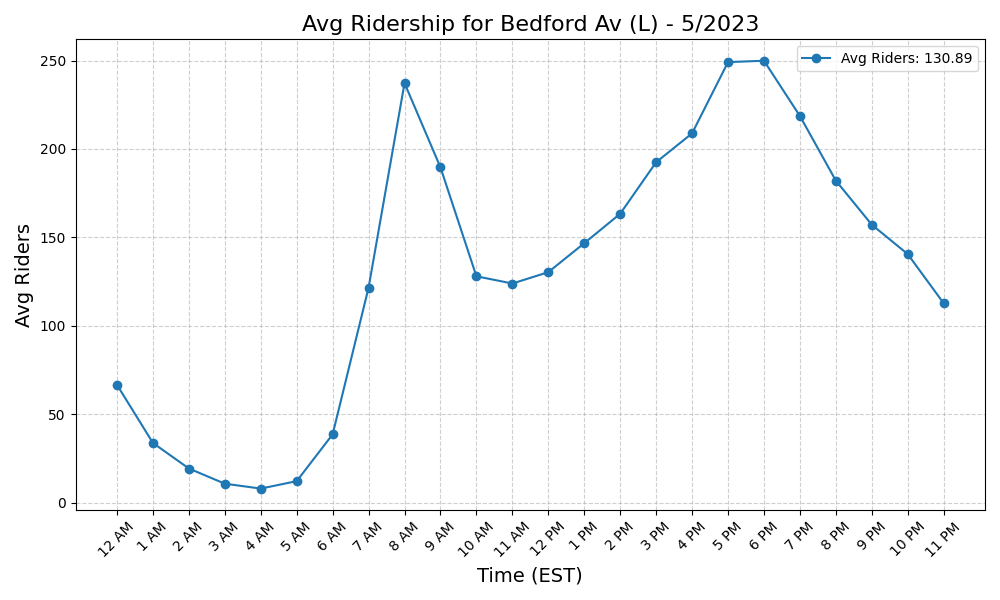 Avg Ridership for Bedford Av (L) - 5/2023
Avg Riders: 130.89
Avg Riders
250
200
150
100
50
0
12 AM
1 AM
2 AM
3 AM
4 AM
5 AM
6 AM
7 AM
8 AM
9 AM
10 AM
11 AM
12 PM
1 PM
2 PM
3 PM
4 PM
5 PM
6 PM
7 PM
8 PM
9 PM
10 PM
11 PM
Time (EST)